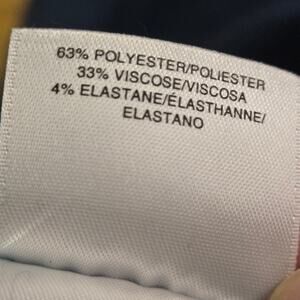 63% POLYESTER/POLIESTER
33% VISCOSE/VISCOSA
4% ELASTANE/ÉLASTHANNE/
ELASTANO